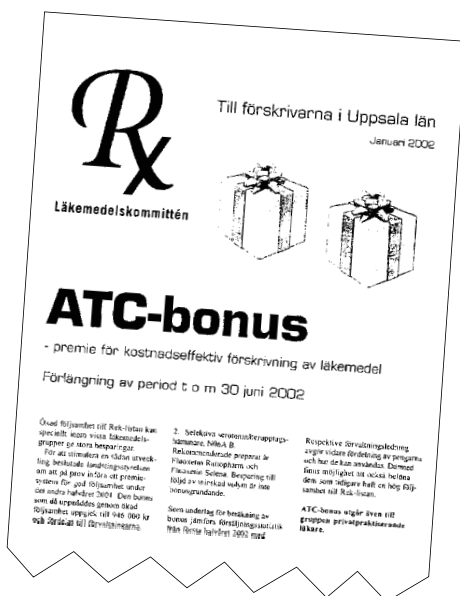 Rx
Läkemedelskommittén
Till förskrivarna i Uppsala län
Januari 2002
ATC-bonus
- premie för kostnadseffektiv förskrivning av läkemedel
Förlängning av period t o m 30 juni 2002
Ökad följsamhet till Rek-listan kan
speciellt inom vissa läkemedels-
grupper ge stora besparingar.
För att stimulera en sådan utveck-
ling beslutade landstingsstyrelsen
om att på prov införa ett premie-
system för god följsamhet under
det andra halvåret 2001. Den bonus
som då upparbetades genom ökad
följsamhet uppgick till 946 000 kr
och fördelas till förvaltningarna.
2. Selektiva serotoninåterupptags-
hämmare, N06A B.
Rekommenderade preparat är
Fluoxetin Ratiopharm och
Fluoxetin Selena. Besparing till
följd av minskad volym är inte
bonusgrundande.
Som underlag för beräkning av
bonus jämförs försäljningsstatistik
från första halvåret 2002 med
Respektive förvaltningsledning
avgör vidare fördelning av pengarna
och hur de kan användas. Därmed
finns möjlighet att också belöna
dem som tidigare haft en hög följ-
samhet till Rek-listan.
ATC-bonus utgår även till
gruppen privatpraktiserande
läkare.